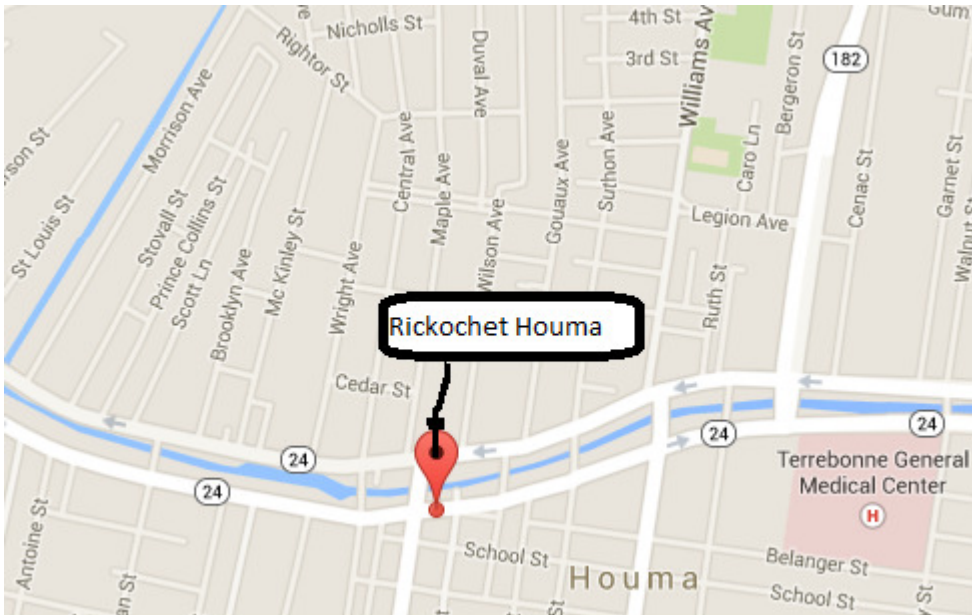 4th St
Gum
Nicholls St
Williams Av
Rightor St
Duval Ave
3rd St
Bergeron St
182
Morrison Ave
son St
Central Ave
Maple Ave
Gouaux Ave
Suthon Ave
Caro Ln
Cenac St
Garnet St
St Louis St
Stovall St
Prince Collins St
Scott Ln
Brooklyn Ave
Mc Kinley St
Wright Ave
Wilson Ave
Legion Ave
Walnut St
Ruth St
Rickochet Houma
Cedar St
24
24
24
24
Terrebonne General
Medical Center
H
Antoine St
School St
Belanger St
Houma
School St
an St
St